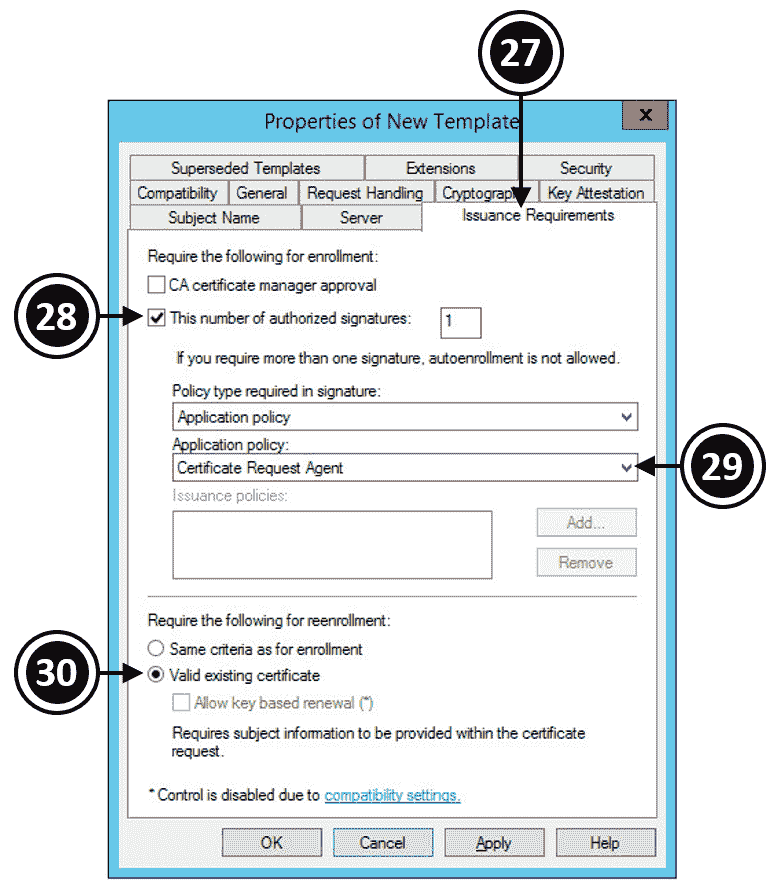 27
Properties of New Template
x
Superseded Templates Extensions Security
Compatibility General Request Handling Cryptograph Key Attestation
Subject Name Server Issuance Requirements
Require the following for enrollment:
CA certificate manager approval
28
This number of authorized signatures: 1
If you require more than one signature, autoenrollment is not allowed.
Policy type required in signature:
Application policy
Application policy:
Certificate Request Agent
29
Issuance policies:
Add...
Remove
Require the following for reenrollment:
Same criteria as for enrollment
30
Valid existing certificate
Allow key based renewal (*)
Requires subject information to be provided within the certificate
request.
* Control is disabled due to compatibility settings.
OK Cancel Apply Help